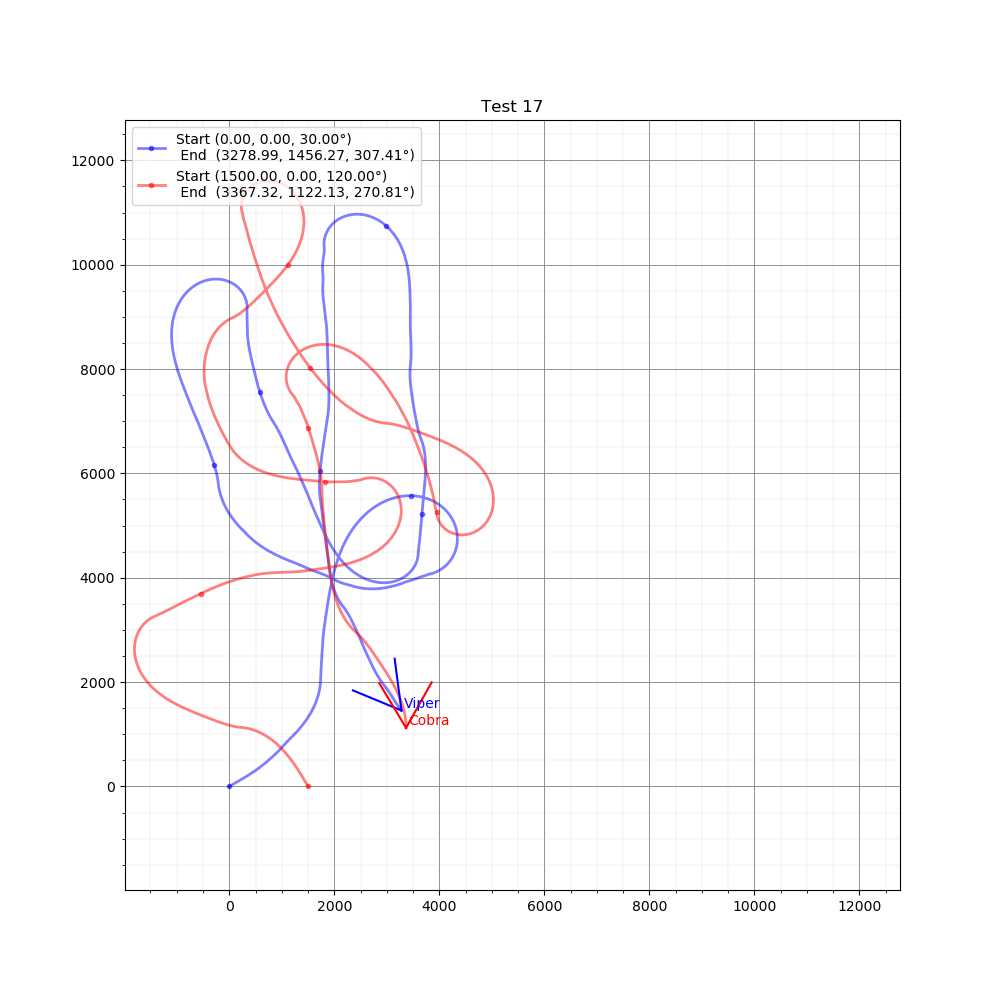 Test 17
Start (0.00, 0.00, 30.00°)
End (3278.99, 1456.27, 307.41°)
Start (1500.00, 0.00, 120.00°)
End (3367.32, 1122.13, 270.81°)
12000
10000
8000
6000
4000
2000
0
Viper
Cobra
0 2000 4000 6000 8000 10000 12000